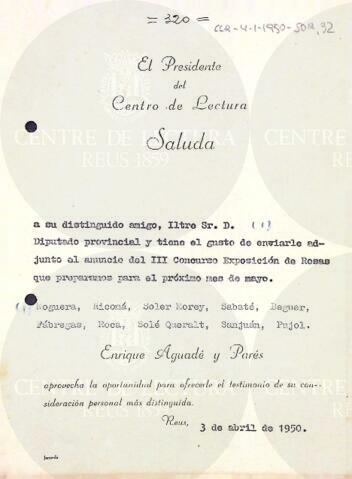 = 320 =
CLR-4-1-1950-SOR,32
El Presidente
del
Centro de Lectura
Saluda
CENTRE DE LECTURA
REUS 1859
a su distinguido amigo, Iltre Sr. D. (1)
Diputado provincial y tiene el gusto de enviarle ad-
junto el anuncio del III Concurso Exposición de Rosas
que preparamos para el próximo mes de mayo.
(1) Noguera, Ricomá, Soler Morey, Sabaté, Baguer,
Fábregas, Roca, Solé Queralt, Sanjuán, Pujol.
Enrique Aguadé y Parés
aprovecha la oportunidad para ofrecerle el testimonio de su con-
sideración personal más distinguida.
Reus, 3 de abril de 1950.